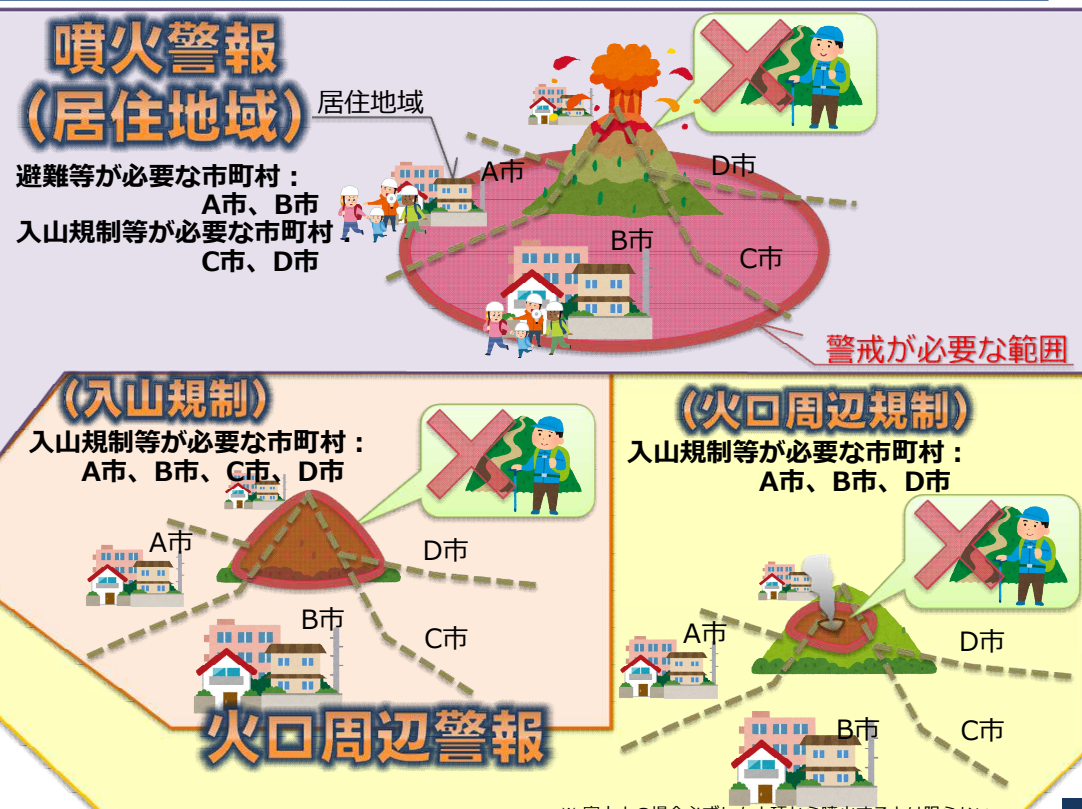 噴火警報
（居住地域）
居住地域
避難等が必要な市町村：
A市、B市
入山規制等が必要な市町村：
C市、D市
A市
D市
B市
C市
警戒が必要な範囲
（入山規制）
入山規制等が必要な市町村：
A市、B市、C市、D市
A市
D市
B市
C市
（火口周辺規制）
入山規制等が必要な市町村：
A市、B市、D市
A市
D市
B市
C市
火口周辺警報